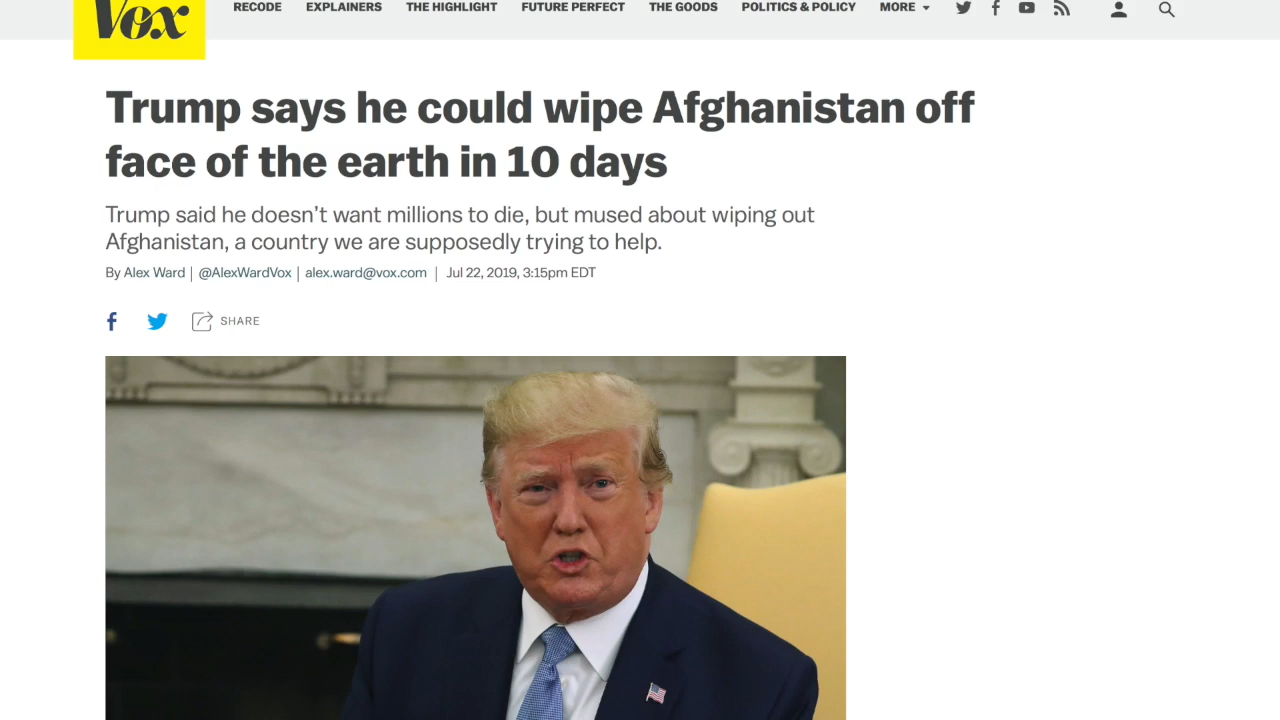 Vox
RECODE EXPLAINERS THE HIGHLIGHT FUTURE PERFECT THE GOODS POLITICS & POLICY MORE
Trump says he could wipe Afghanistan off
face of the earth in 10 days
Trump said he doesn't want millions to die, but mused about wiping out
Afghanistan, a country we are supposedly trying to help.
By Alex Ward | @AlexWardVox | alex.ward@vox.com | Jul 22, 2019, 3:15pm EDT
SHARE